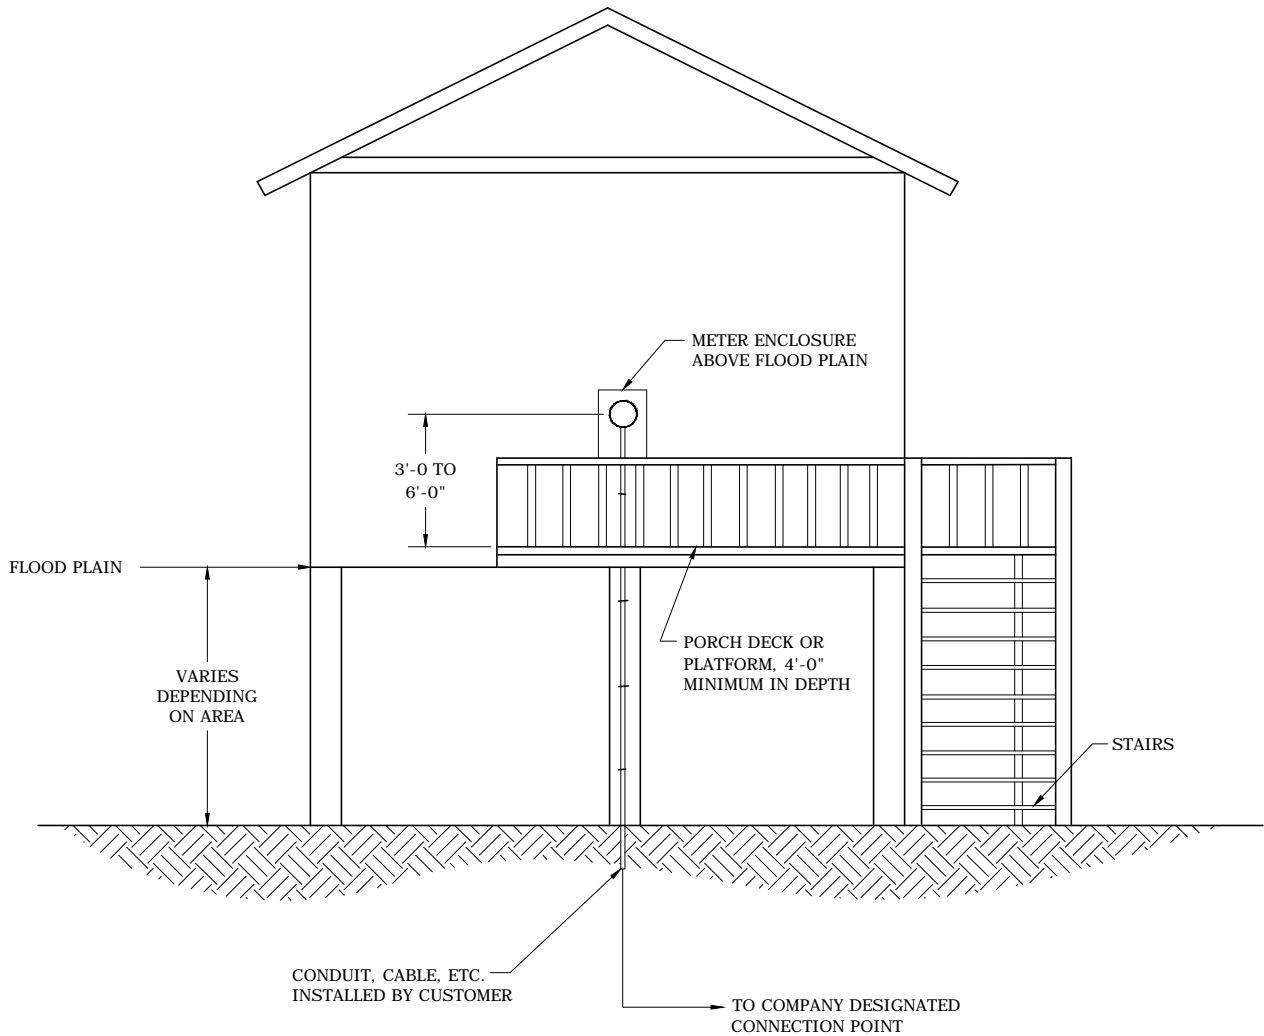 METER ENCLOSURE
ABOVE FLOOD PLAIN
3'-0 TO
6'-0"
FLOOD PLAIN
PORCH DECK OR
PLATFORM, 4'-0"
MINIMUM IN DEPTH
VARIES
DEPENDING
ON AREA
STAIRS
CONDUIT, CABLE, ETC.
INSTALLED BY CUSTOMER
TO COMPANY DESIGNATED
CONNECTION POINT